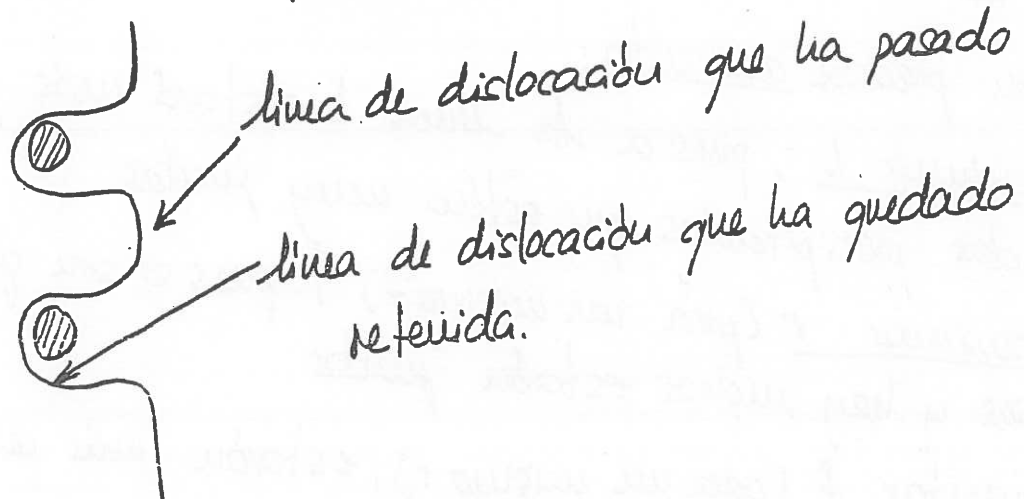 línea de dislocación que ha pasado
línea de dislocación que ha quedado
retenida.